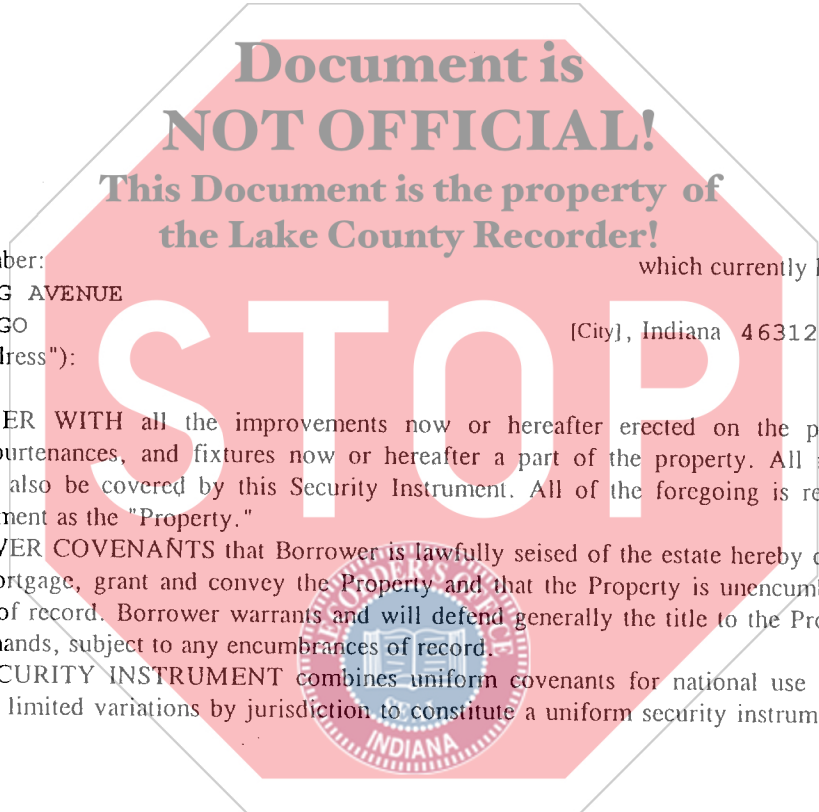 Document is
NOT OFFICIAL!
This Document is the property of
the Lake County Recorder!
ber: which currently
G AVENUE
GO [City], Indiana 46312
dress"):
STOP
ER WITH all the improvements now or hereafter erected on the p
ourtenances, and fixtures now or hereafter a part of the property. All
also be covered by this Security Instrument. All of the foregoing is re
ment as the "Property."
VER COVENANTS that Borrower is lawfully seised of the estate hereby
ortgage, grant and convey the Property and that the Property is unencum
of record. Borrower warrants and will defend generally the title to the Pro
ands, subject to any encumbrances of record.
CURITY INSTRUMENT combines uniform covenants for national use
limited variations by jurisdiction to constitute a uniform security instrum
RECORDER'S OFFICE
INDIANA